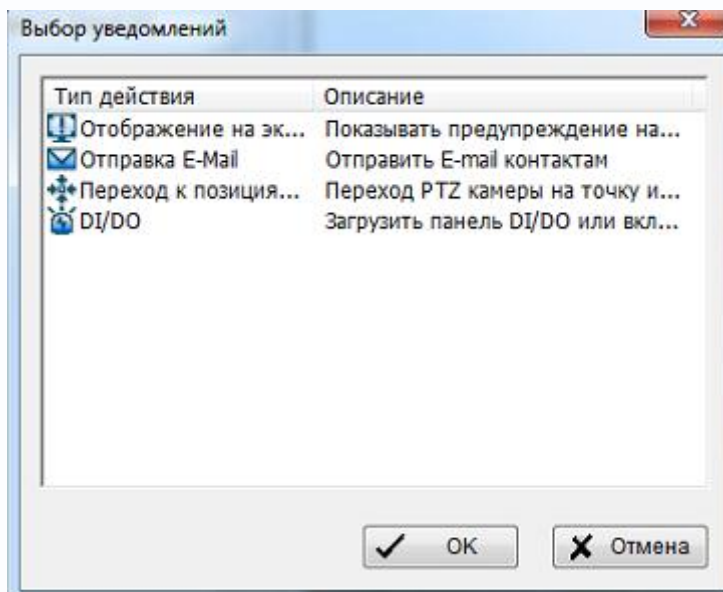 Выбор уведомлений
Тип действия Описание
Отображение на эк... Показывать предупреждение на...
Отправка E-Mail Отправить E-mail контактам
Переход к позиция... Переход PTZ камеры на точку и...
DI/DO Загрузить панель DI/DO или вкл...
OK Отмена